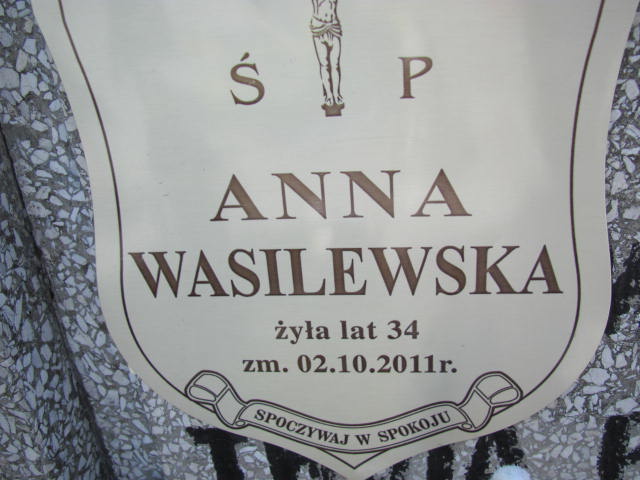 Ś P
ANNA
WASILEWSKA
żyła lat 34
zm. 02.10.2011r.
SPOCZYWAJ W SPOKOJU